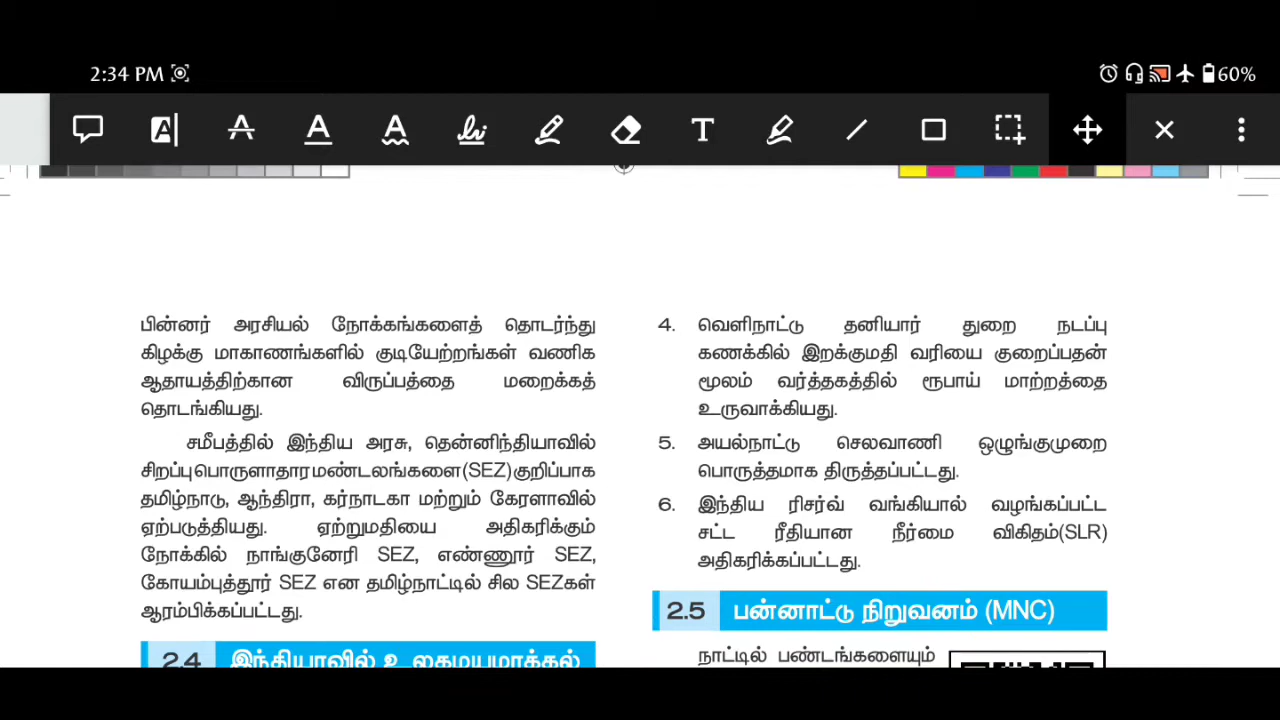 2:34 PM
60%
பின்னர் அரசியல் நோக்கங்களைத் தொடர்ந்து
கிழக்கு மாகாணங்களில் குடியேற்றங்கள் வணிக
ஆதாயத்திற்கான விருப்பத்தை மறைக்கத்
தொடங்கியது.
சமீபத்தில் இந்திய அரசு, தென்னிந்தியாவில்
சிறப்பு பொருளாதார மண்டலங்களை (SEZ) குறிப்பாக
தமிழ்நாடு, ஆந்திரா, கர்நாடகா மற்றும் கேரளாவில்
ஏற்படுத்தியது. ஏற்றுமதியை அதிகரிக்கும்
நோக்கில் நாங்குனேரி SEZ, எண்ணூர் SEZ,
கோயம்புத்தூர் SEZ என தமிழ்நாட்டில் சில SEZகள்
ஆரம்பிக்கப்பட்டது.
2.4 இந்தியாவில் உலகமயமாக்கல்
4. வெளிநாட்டு தனியார் துறை நடப்பு
கணக்கில் இறக்குமதி வரியை குறைப்பதன்
மூலம் வர்த்தகத்தில் ரூபாய் மாற்றத்தை
உருவாக்கியது.
5. அயல்நாட்டு செலவாணி ஒழுங்குமுறை
பொருத்தமாக திருத்தப்பட்டது.
6. இந்திய ரிசர்வ் வங்கியால் வழங்கப்பட்ட
சட்ட ரீதியான நீர்மை விகிதம்(SLR)
அதிகரிக்கப்பட்டது.
2.5 பன்னாட்டு நிறுவனம் (MNC)
நாட்டில் பண்டங்களையும்